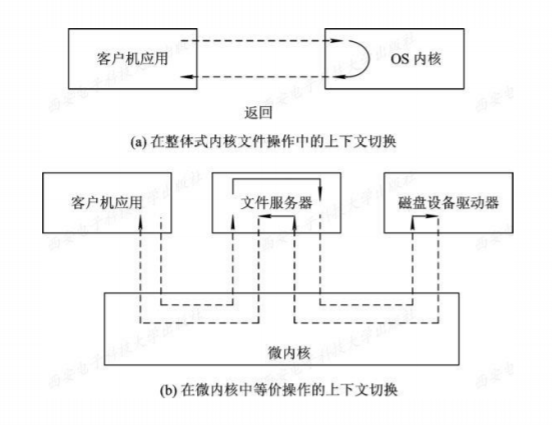 客户机应用
OS 内核
返回
(a) 在整体式内核文件操作中的上下文切换
客户机应用
文件服务器
磁盘设备驱动器
微内核
(b) 在微内核中等价操作的上下文切换